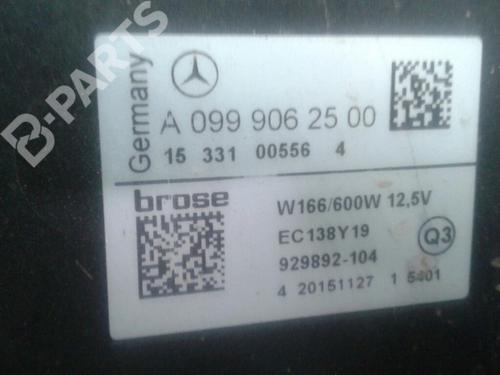 B-PARTS
Germany
A 099 906 25 00
15 331 00556 4
brose
W166/600W 12,5V
EC138Y19
Q3
929892-104
4 20151127 1 5401